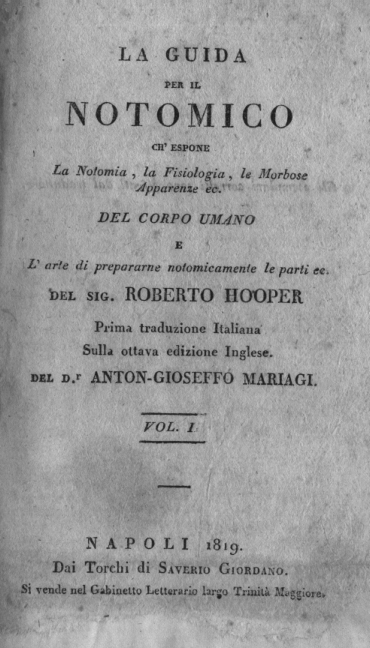 LA GUIDA
PER IL
NOTOMICO
CH' ESPONE
La Notomia, la Fisiologia, le Morbose
Apparenze ec.
DEL CORPO UMANO
E
L' arte di prepararne notomicamente le parti ec.
DEL SIG. ROBERTO HOOPER
Prima traduzione Italiana
Sulla ottava edizione Inglese.
DEL D.r ANTON-GIOSEFFO MARIAGI.
VOL. I
NAPOLI 1819.
Dai Torchi di SAVERIO GIORDANO.
Si vende nel Gabinetto Letterario largo Trinità Maggiore.